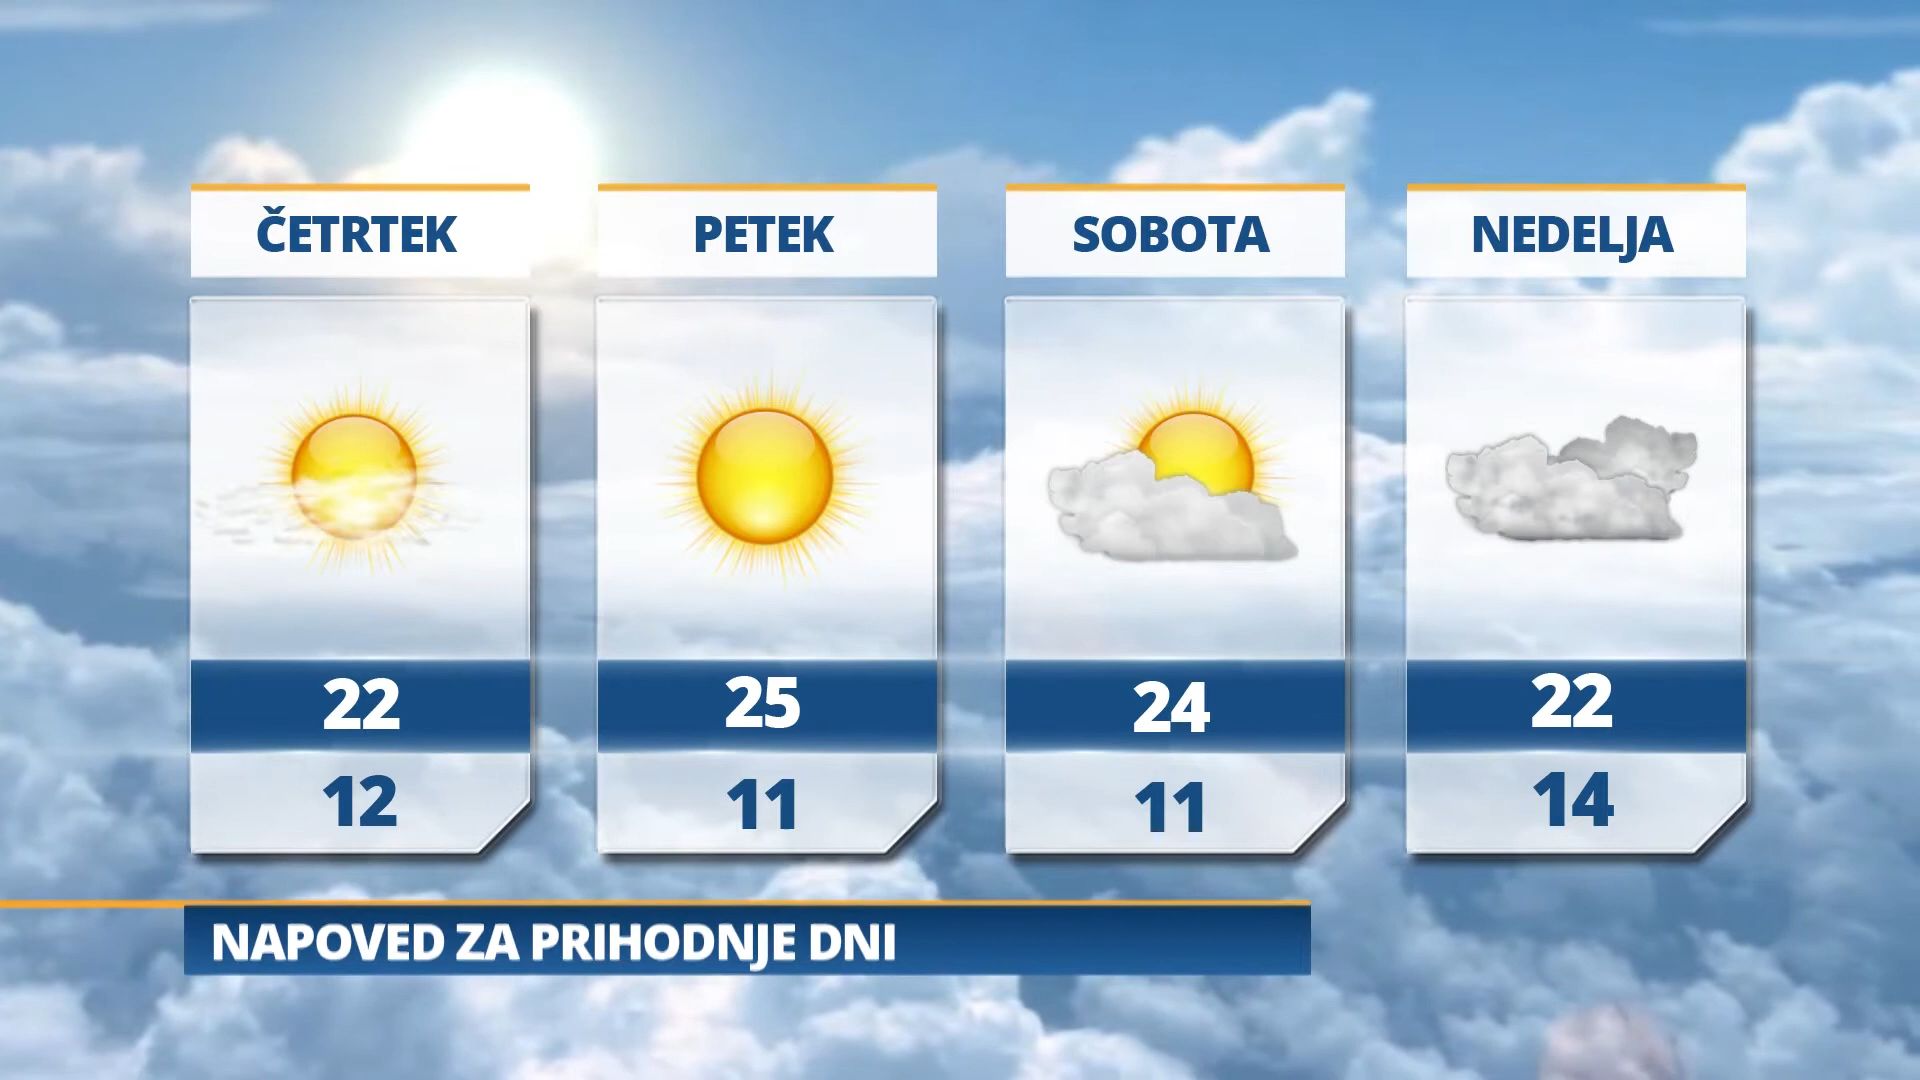 ČETRTEK
PETEK
SOBOTA
NEDELJA
22
25
24
22
12
11
11
14
NAPOVED ZA PRIHODNJE DNI